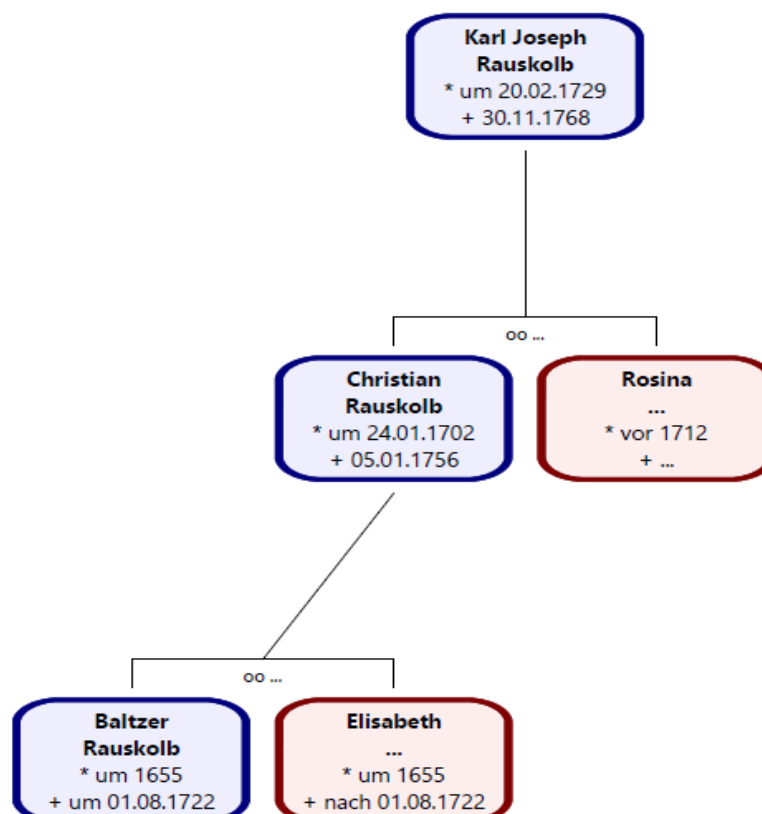 Karl Joseph
Rauskolb
* um 20.02.1729
+ 30.11.1768
oo ...
Christian
Rauskolb
* um 24.01.1702
+ 05.01.1756
Rosina
...
* vor 1712
+ ...
oo ...
Baltzer
Rauskolb
* um 1655
+ um 01.08.1722
Elisabeth
...
* um 1655
+ nach 01.08.1722